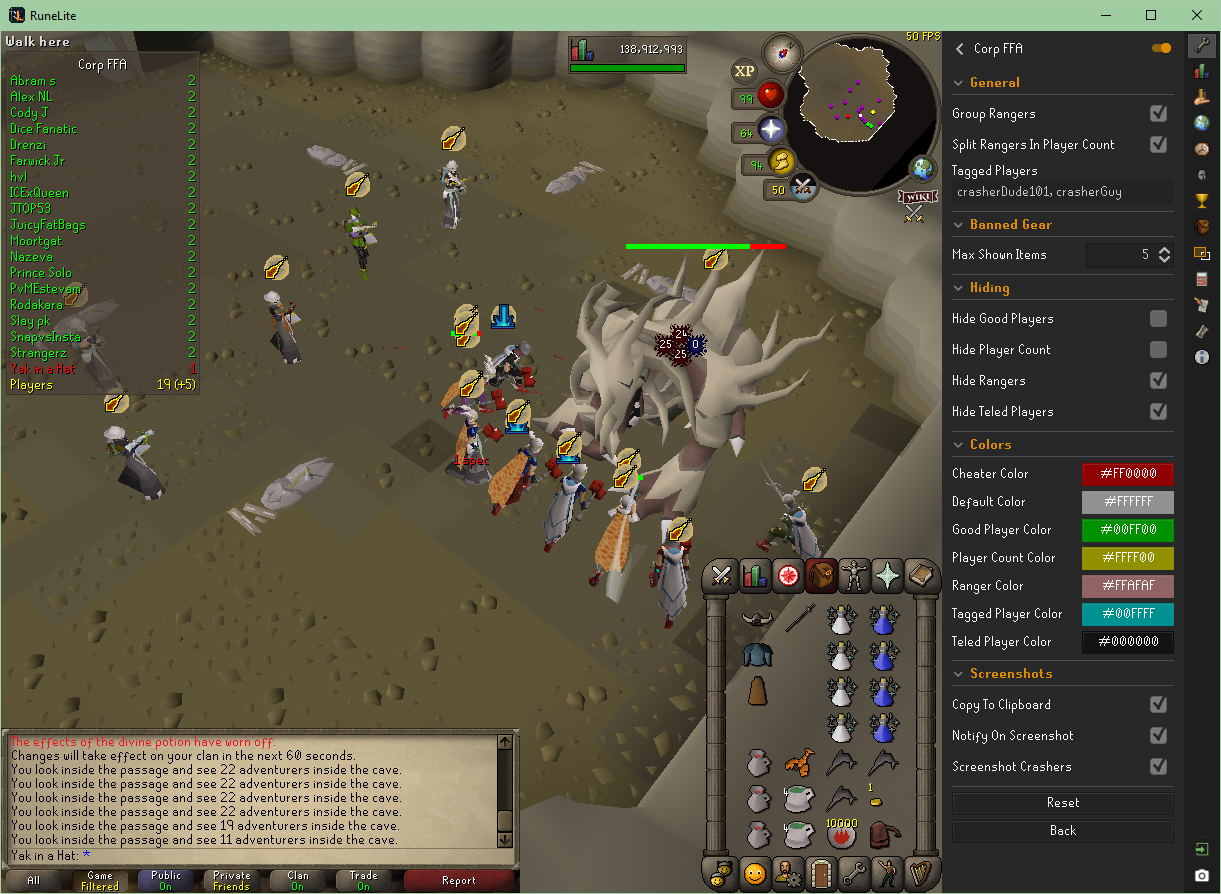 RuneLite
Walk here
Corp FFA
Abram s 2
Alex NL 2
Cody J 2
Dice Fanatic 2
Drenzi 2
Farwick Jr 2
hvl 2
ICExQueen 2
JTOP53 2
JuicyFatBags 2
Moortgat 2
Nazeva 2
Prince Solo 2
PvMEstevam 2
Rodakara 2
Slay pk 2
SnapvsInsta 2
Strangerz 2
Yak in a Hat 1
Players 19 (+5)
138,912,993
50 FPS
XP
99
64
94
50
WIKI
24
25 0
25
1 spec
1
4
4
10000
The effects of the divine potion have worn off.
Changes will take effect on your clan in the next 60 seconds.
You look inside the passage and see 22 adventurers inside the cave.
You look inside the passage and see 22 adventurers inside the cave.
You look inside the passage and see 22 adventurers inside the cave.
You look inside the passage and see 22 adventurers inside the cave.
You look inside the passage and see 19 adventurers inside the cave.
You look inside the passage and see 11 adventurers inside the cave.
Yak in a Hat: *
All
Game
Filtered
Public
On
Private
Friends
Clan
On
Trade
On
Report
Corp FFA
General
Group Rangers
Split Rangers In Player Count
Tagged Players
crasherDude101, crasherGuy
Banned Gear
Max Shown Items 5
Hiding
Hide Good Players
Hide Player Count
Hide Rangers
Hide Teled Players
Colors
Cheater Color #FF0000
Default Color #FFFFFF
Good Player Color #00FF00
Player Count Color #FFFF00
Ranger Color #FFAFAF
Tagged Player Color #00FFFF
Teled Player Color #000000
Screenshots
Copy To Clipboard
Notify On Screenshot
Screenshot Crashers
Reset
Back